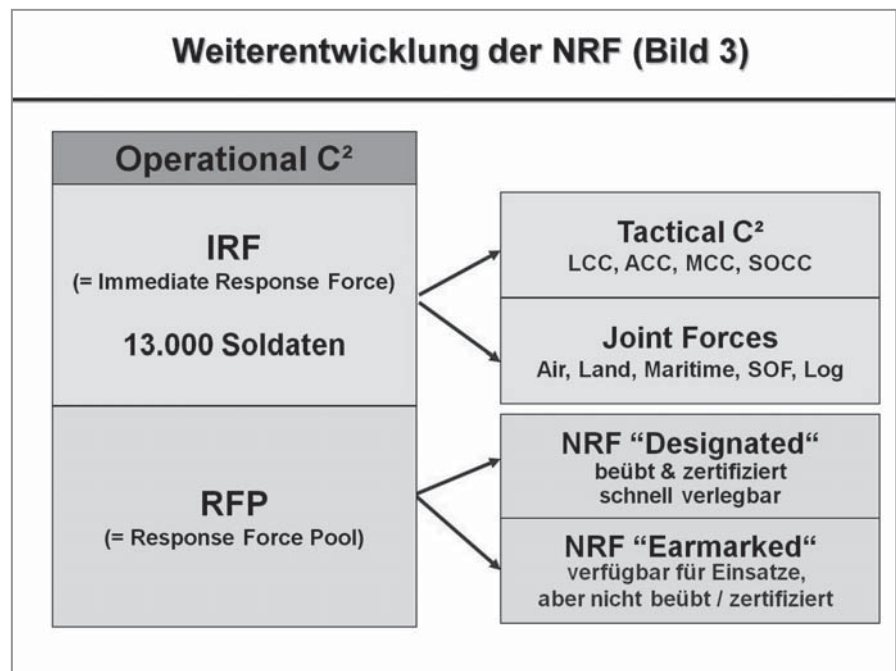 Weiterentwicklung der NRF (Bild 3)
Operational C²
IRF
(= Immediate Response Force)
13.000 Soldaten
RFP
(= Response Force Pool)
Tactical C²
LCC, ACC, MCC, SOCC
Joint Forces
Air, Land, Maritime, SOF, Log
NRF “Designated“
beübt & zertifiziert
schnell verlegbar
NRF “Earmarked“
verfügbar für Einsatze,
aber nicht beübt / zertifiziert